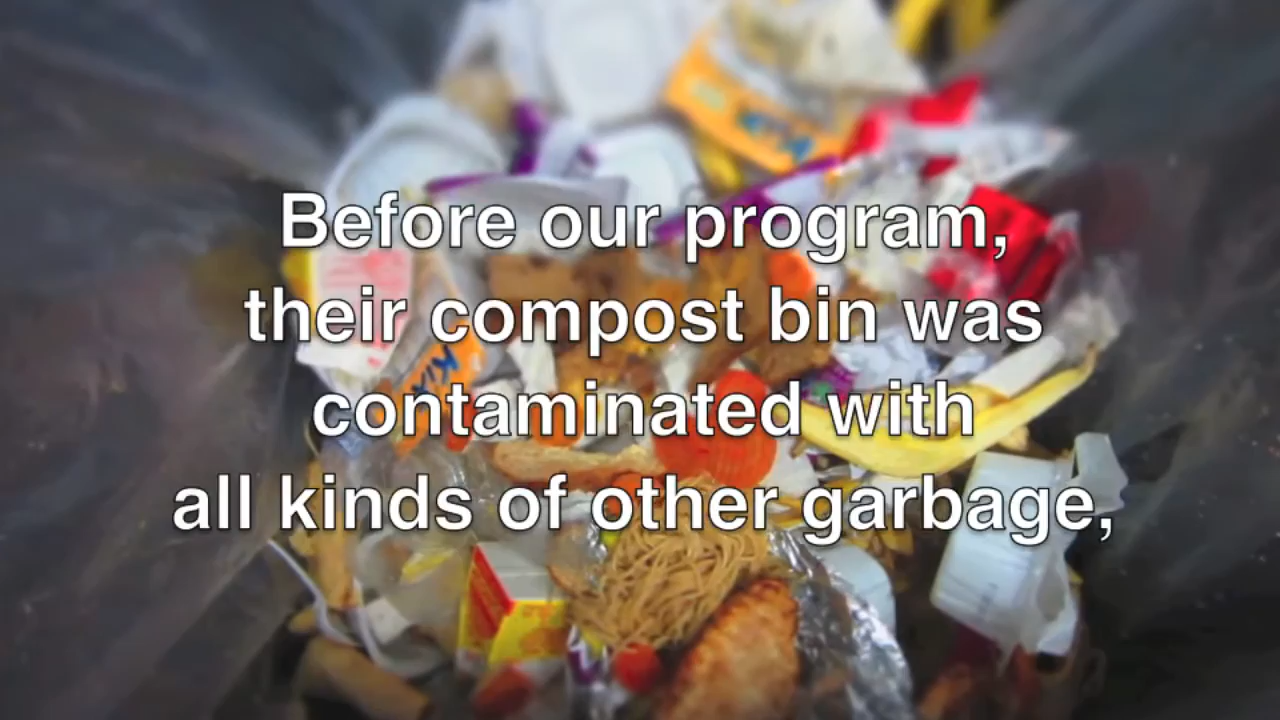 Before our program,
their compost bin was
contaminated with
all kinds of other garbage,